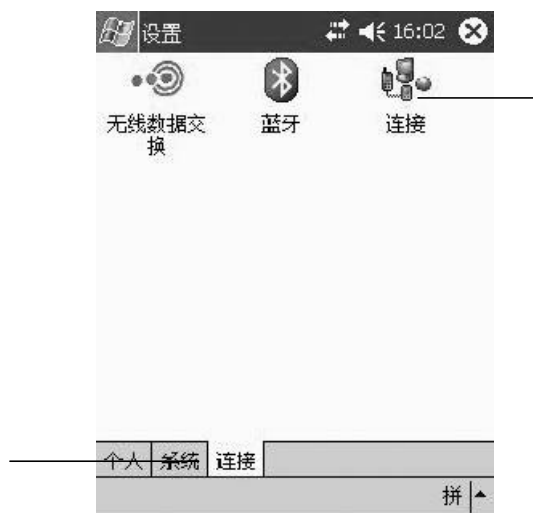 设置 16:02
无线数据交换 蓝牙 连接
个人 系统 连接
拼